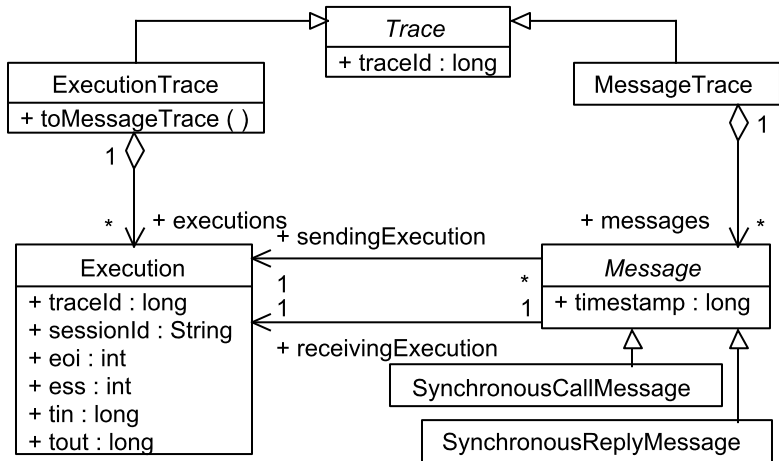 Trace
+ traceId : long
ExecutionTrace
+ toMessageTrace ( )
MessageTrace
1
1
* + executions
+ messages *
+ sendingExecution
Execution
+ traceId : long
+ sessionId : String
+ eoi : int
+ ess : int
+ tin : long
+ tout : long
1 *
1 1
+ receivingExecution
Message
+ timestamp : long
SynchronousCallMessage
SynchronousReplyMessage